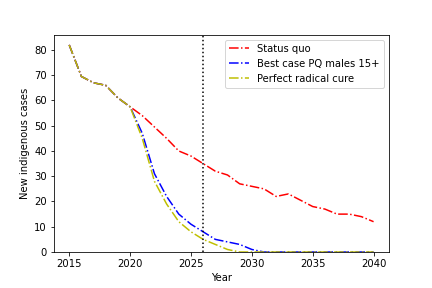 Status quo
Best case PQ males 15+
Perfect radical cure
New indigenous cases
80
70
60
50
40
30
20
10
0
2015 2020 2025 2030 2035 2040
Year